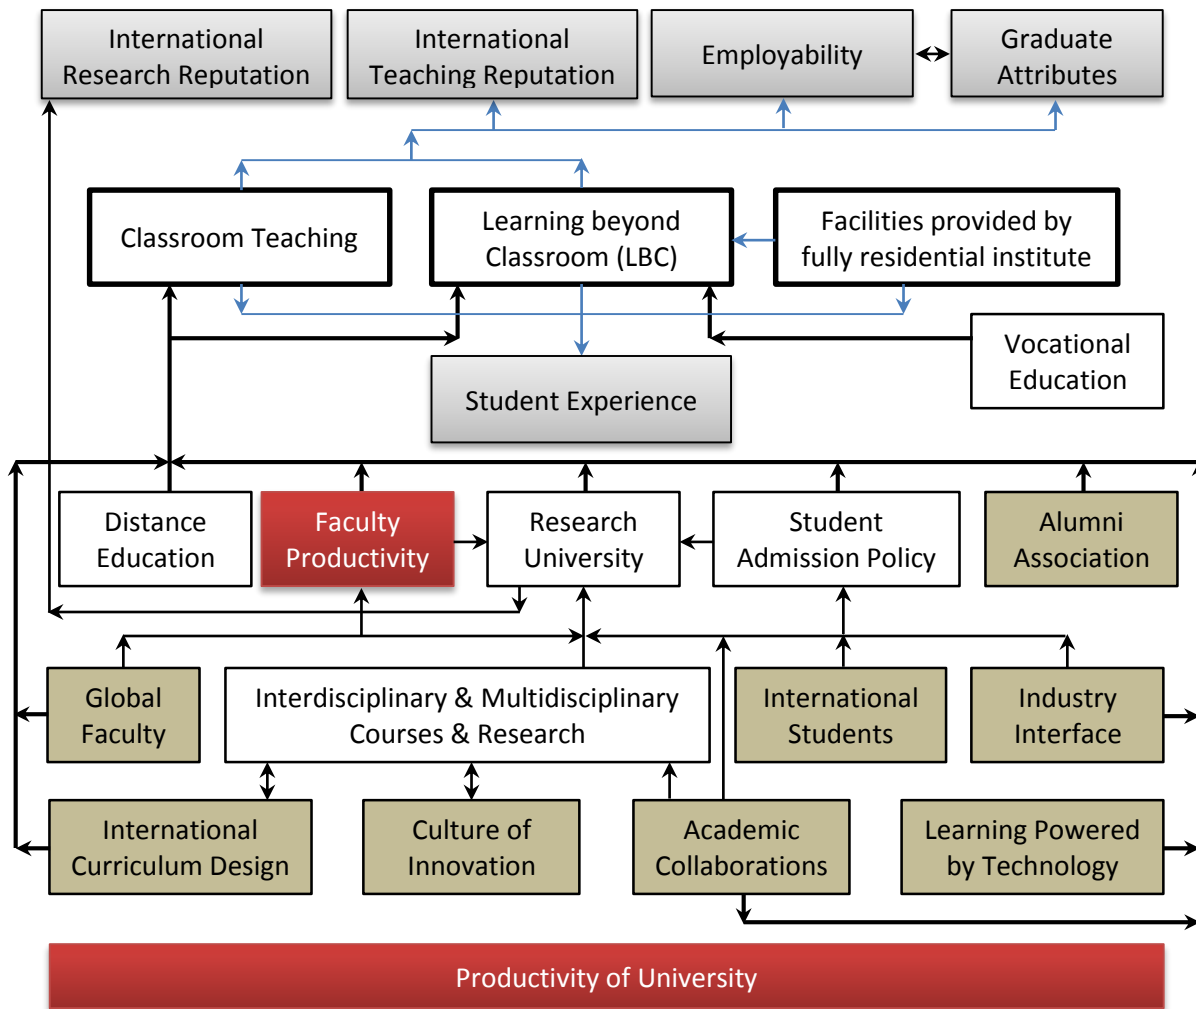 International
Research Reputation
International
Teaching Reputation
Employability
Graduate
Attributes
Classroom Teaching
Learning beyond
Classroom (LBC)
Facilities provided by
fully residential institute
Vocational
Education
Student Experience
Distance
Education
Faculty
Productivity
Research
University
Student
Admission Policy
Alumni
Association
Global
Faculty
Interdisciplinary & Multidisciplinary
Courses & Research
International
Students
Industry
Interface
International
Curriculum Design
Culture of
Innovation
Academic
Collaborations
Learning Powered
by Technology
Productivity of University